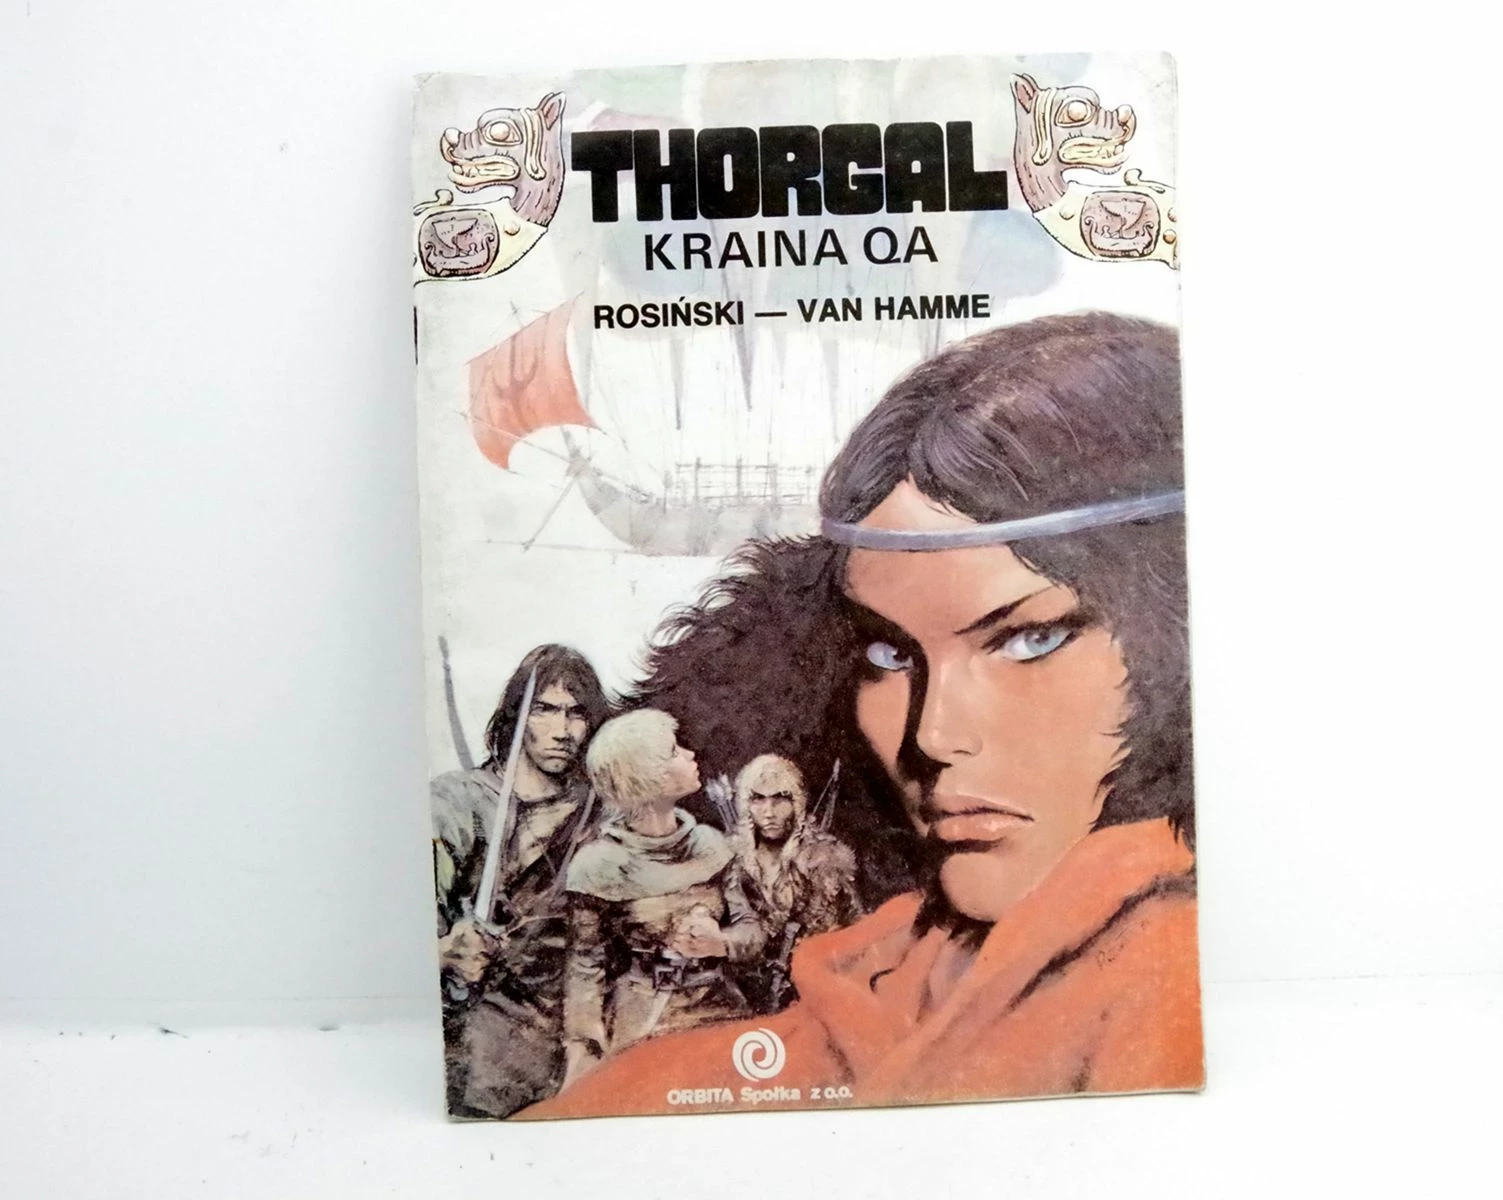 THORGAL
KRAINA QA
ROSIŃSKI — VAN HAMME
ORBITA Spółka z o.o.